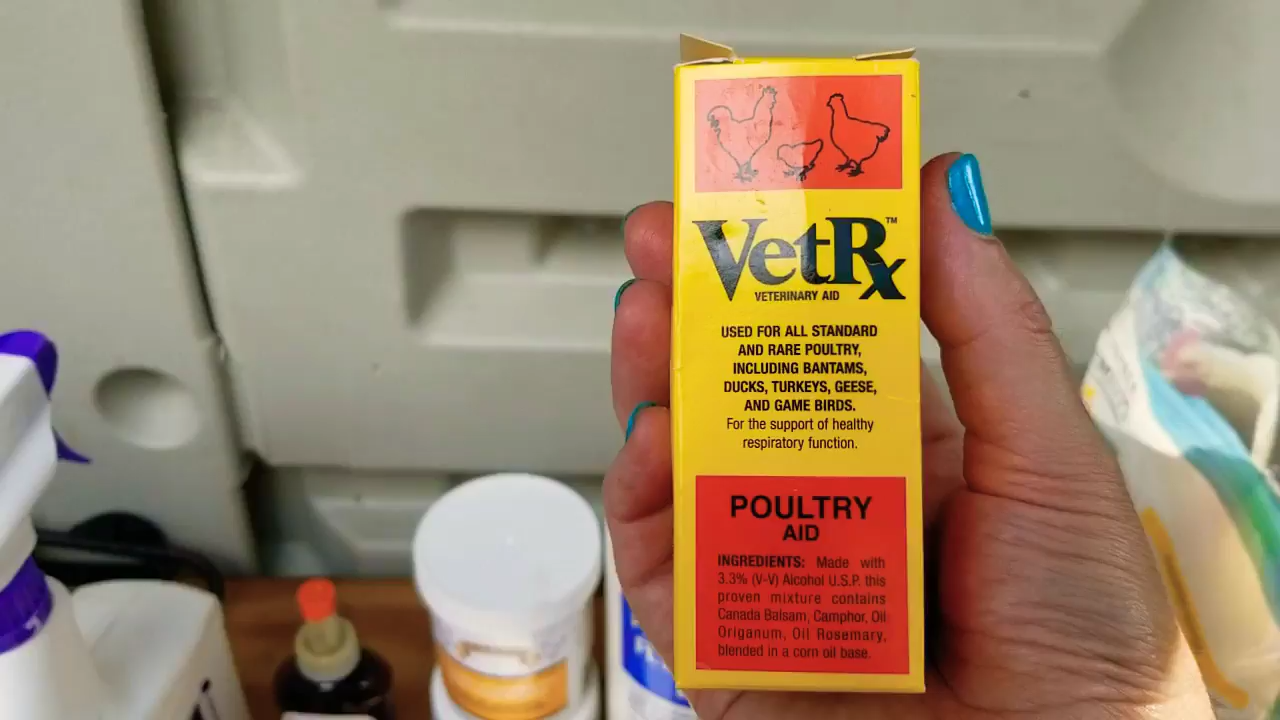 VetRx™
VETERINARY AID
USED FOR ALL STANDARD
AND RARE POULTRY,
INCLUDING BANTAMS,
DUCKS, TURKEYS, GEESE,
AND GAME BIRDS.
For the support of healthy
respiratory function.
POULTRY
AID
INGREDIENTS: Made with
3.3% (V-V) Alcohol U.S.P. this
proven mixture contains
Canada Balsam, Camphor, Oil
Origanum, Oil Rosemary,
blended in a corn oil base.